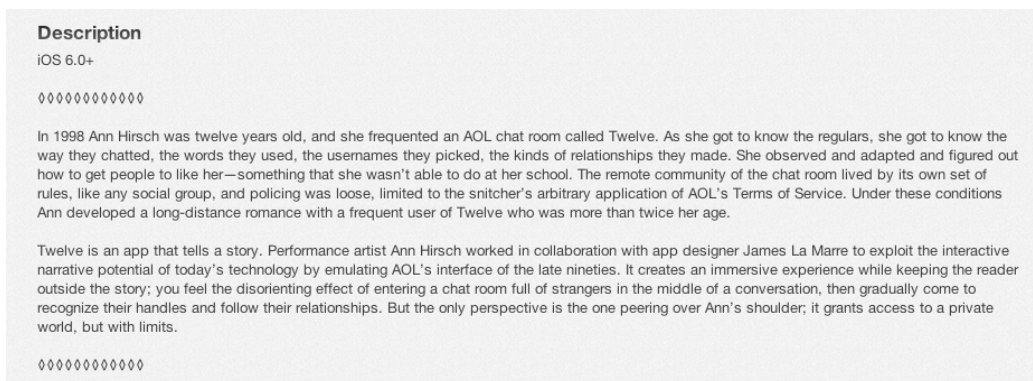 Description
iOS 6.0+
◊◊◊◊◊◊◊◊◊◊◊◊
In 1998 Ann Hirsch was twelve years old, and she frequented an AOL chat room called Twelve. As she got to know the regulars, she got to know the
way they chatted, the words they used, the usernames they picked, the kinds of relationships they made. She observed and adapted and figured out
how to get people to like her—something that she wasn't able to do at her school. The remote community of the chat room lived by its own set of
rules, like any social group, and policing was loose, limited to the snitcher's arbitrary application of AOL's Terms of Service. Under these conditions
Ann developed a long-distance romance with a frequent user of Twelve who was more than twice her age.
Twelve is an app that tells a story. Performance artist Ann Hirsch worked in collaboration with app designer James La Marre to exploit the interactive
narrative potential of today's technology by emulating AOL's interface of the late nineties. It creates an immersive experience while keeping the reader
outside the story; you feel the disorienting effect of entering a chat room full of strangers in the middle of a conversation, then gradually come to
recognize their handles and follow their relationships. But the only perspective is the one peering over Ann's shoulder; it grants access to a private
world, but with limits.
◊◊◊◊◊◊◊◊◊◊◊◊